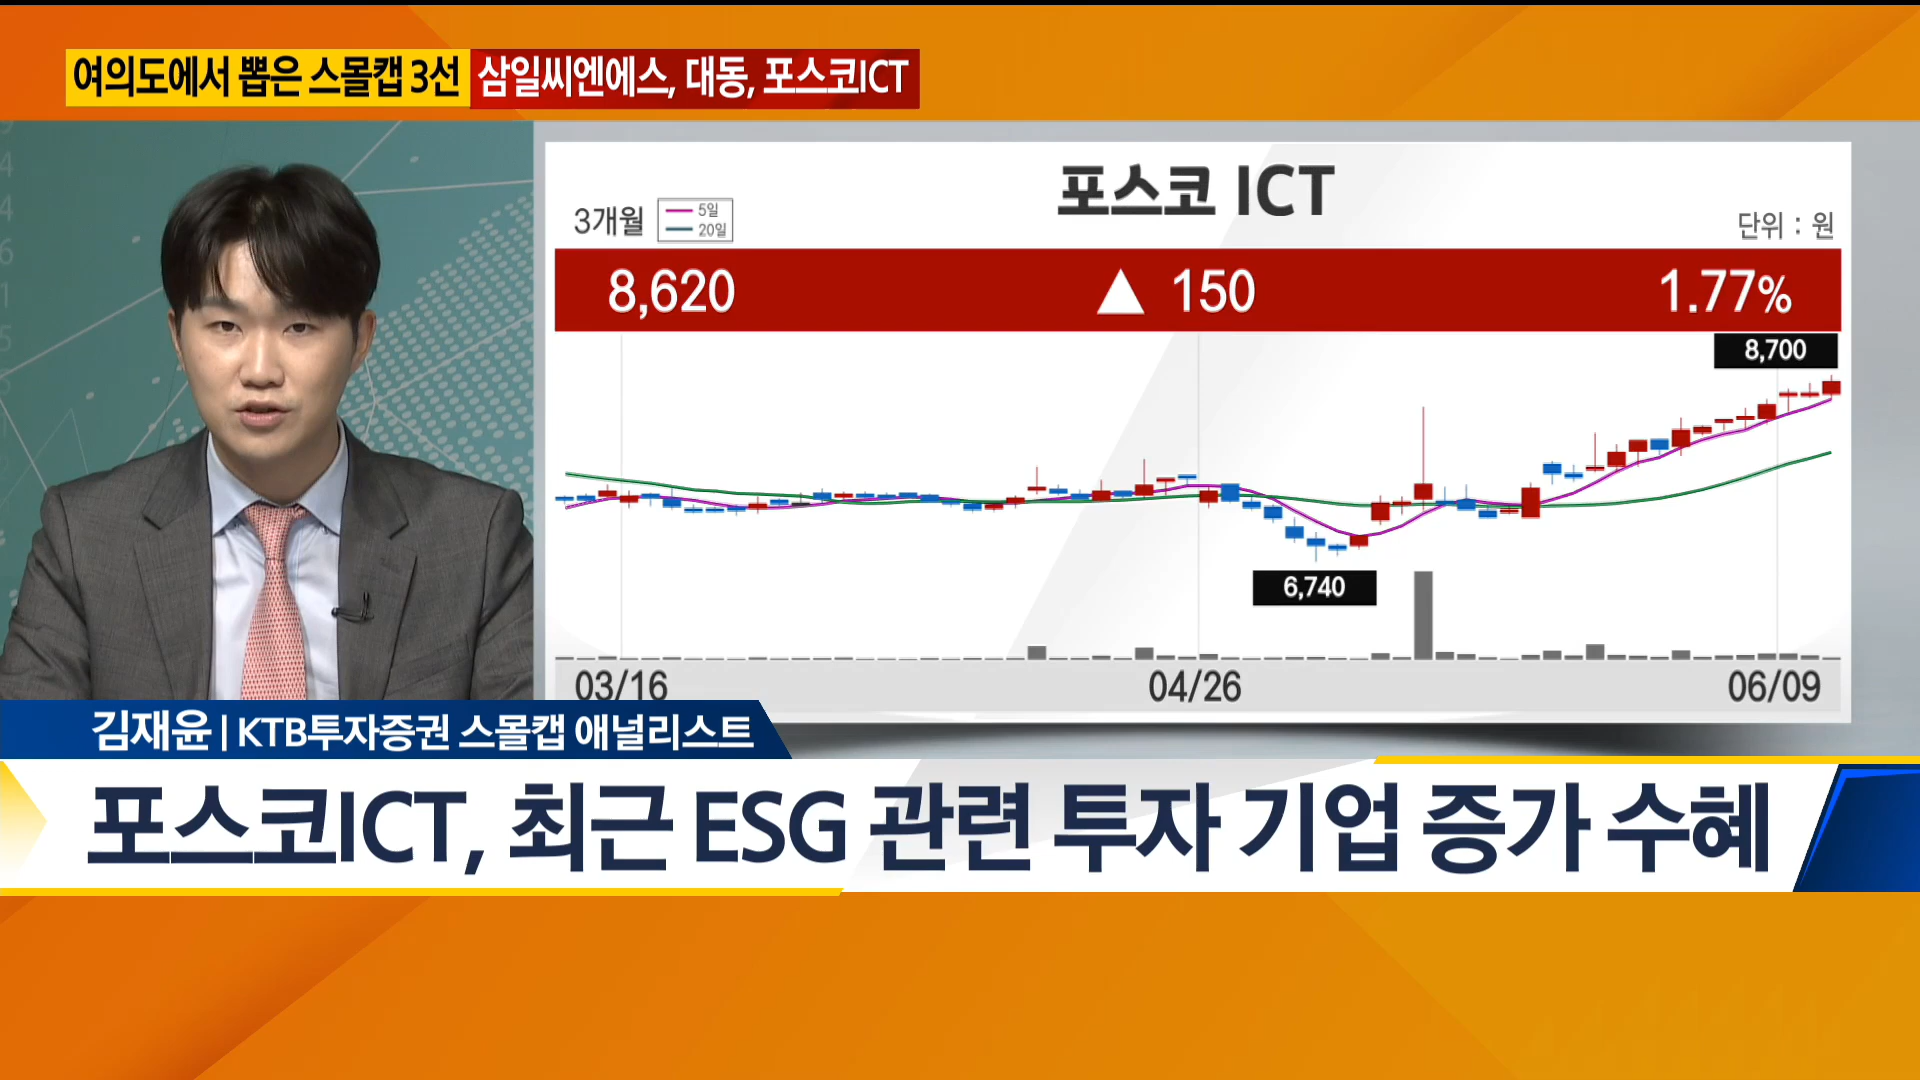 여의도에서 뽑은 스몰캡 3선 삼일씨엔에스, 대동, 포스코ICT
포스코 ICT
3개월
5일
20일
단위 : 원
8,620 ▲ 150 1.77%
8,700
6,740
03/16 04/26 06/09
김재윤 | KTB투자증권 스몰캡 애널리스트
포스코ICT, 최근 ESG 관련 투자 기업 증가 수혜